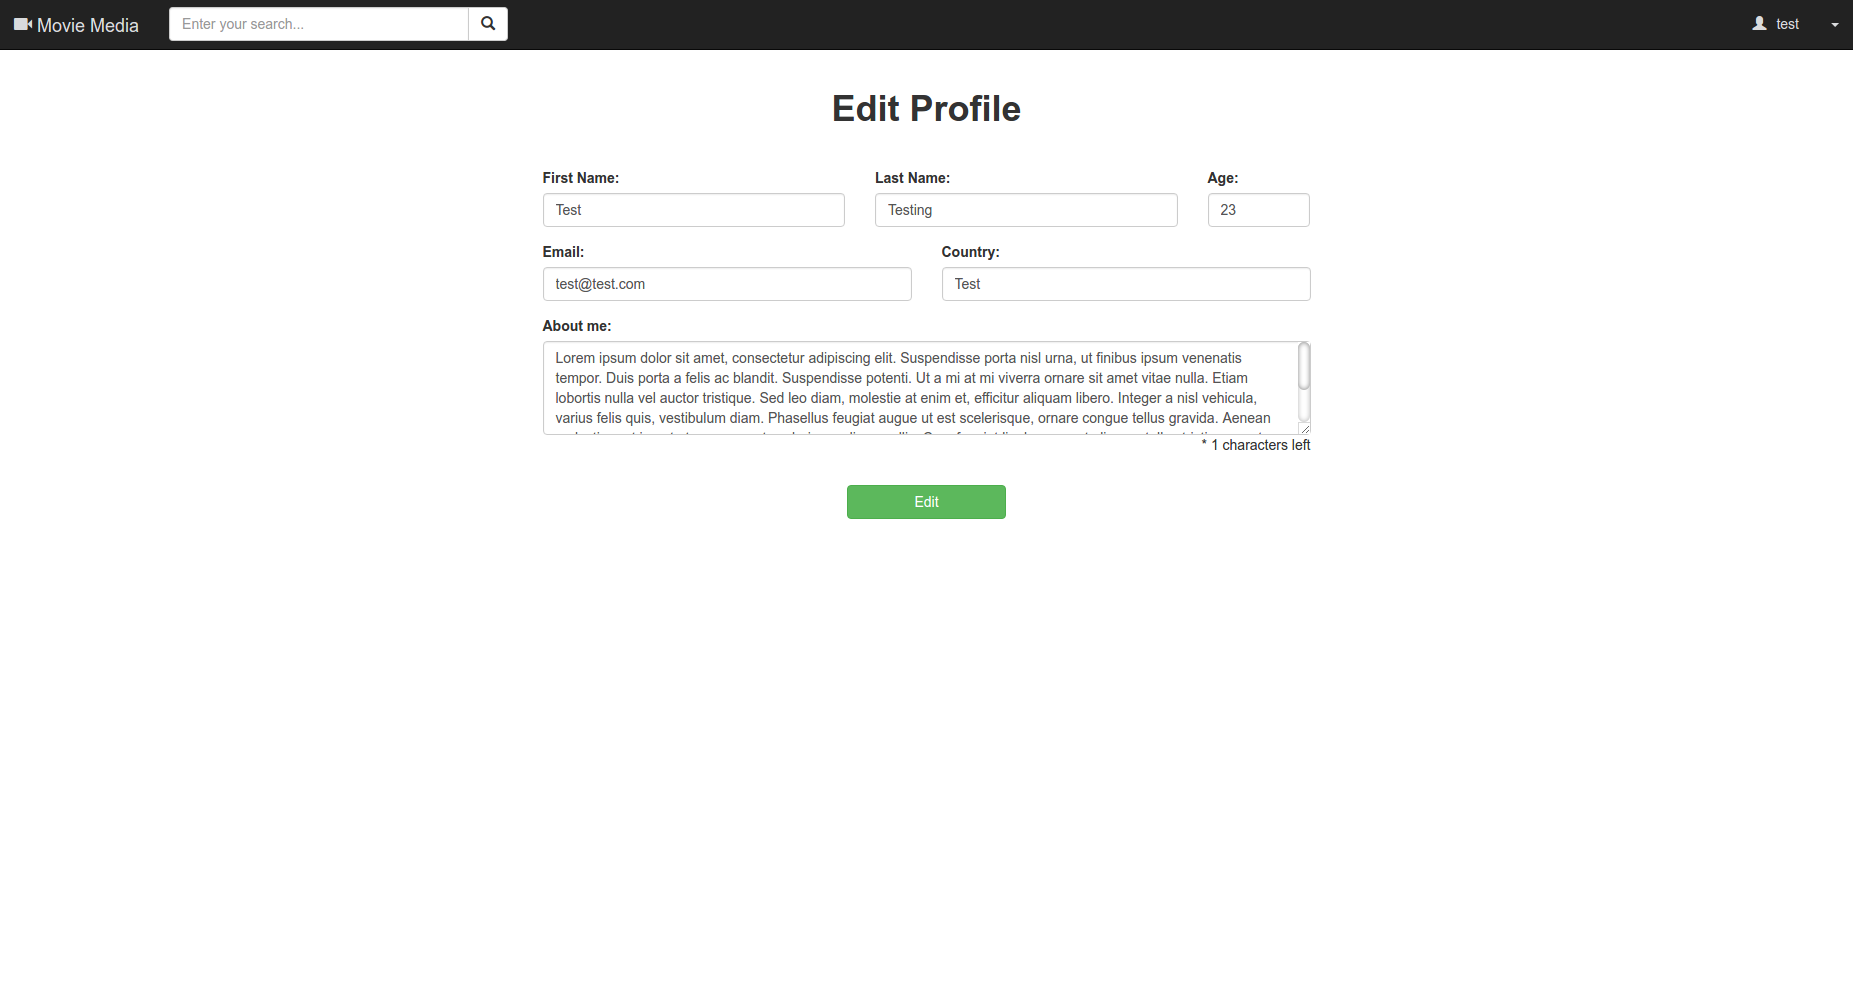 Movie Media
Enter your search...
test
Edit Profile
First Name:
Last Name:
Age:
Test
Testing
23
Email:
Country:
test@test.com
Test
About me:
Lorem ipsum dolor sit amet, consectetur adipiscing elit. Suspendisse porta nisl urna, ut finibus ipsum venenatis
tempor. Duis porta a felis ac blandit. Suspendisse potenti. Ut a mi at mi viverra ornare sit amet vitae nulla. Etiam
lobortis nulla vel auctor tristique. Sed leo diam, molestie at enim et, efficitur aliquam libero. Integer a nisl vehicula,
varius felis quis, vestibulum diam. Phasellus feugiat augue ut est scelerisque, ornare congue tellus gravida. Aenean
* 1 characters left
Edit